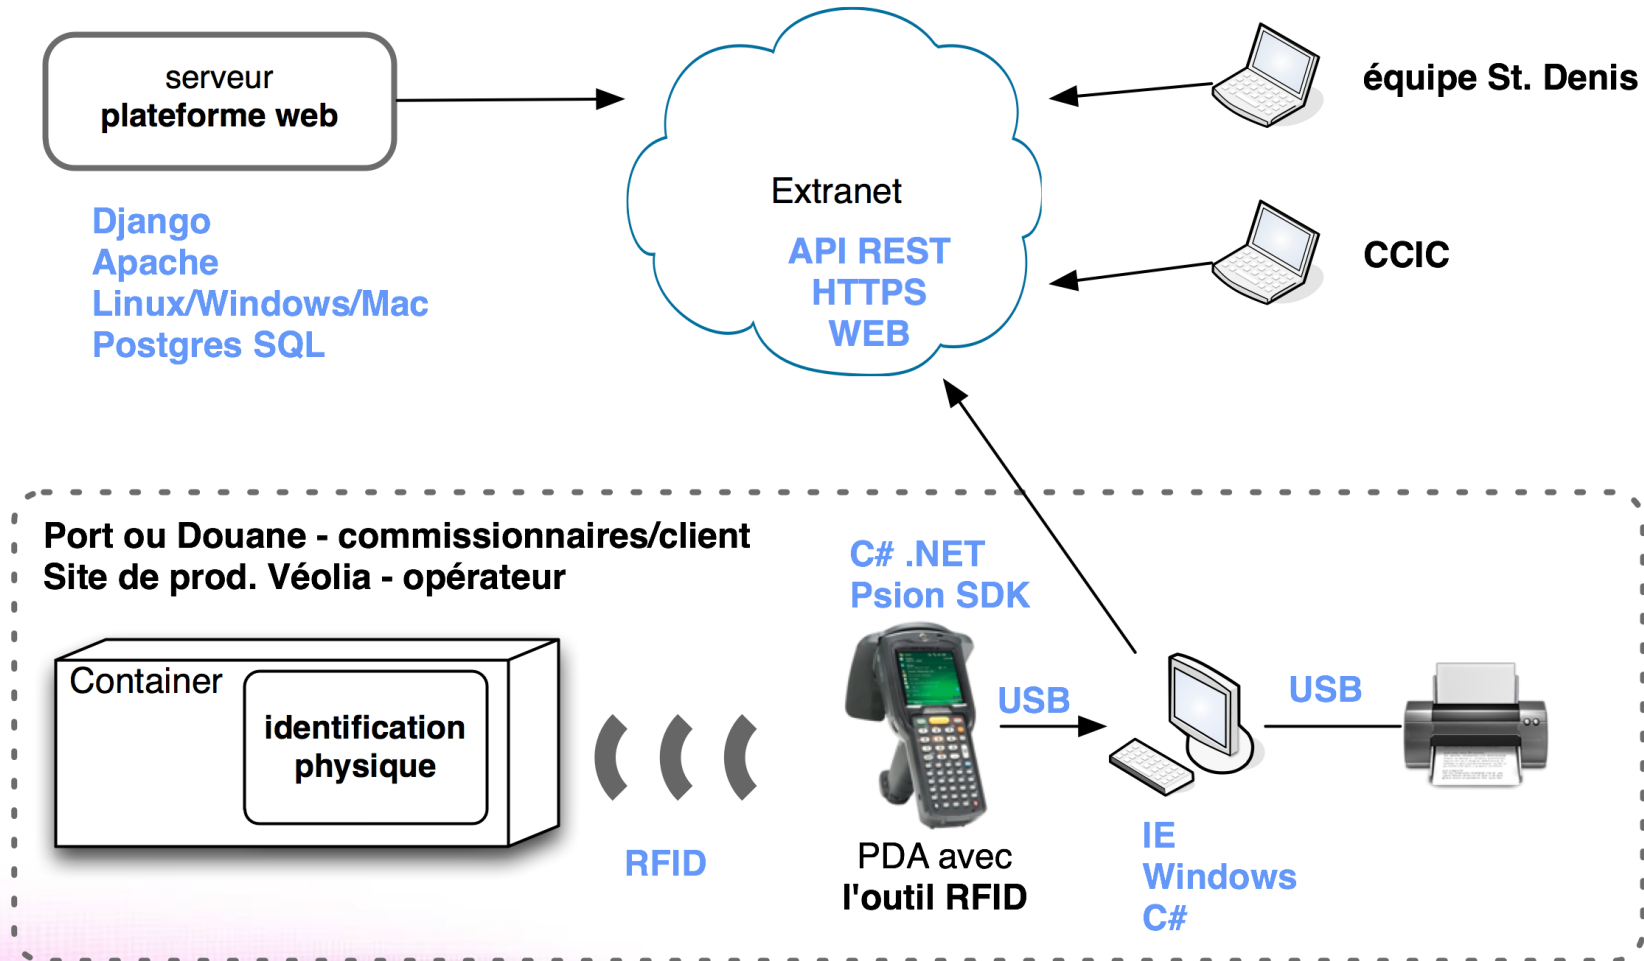 serveur
plateforme web
Django
Apache
Linux/Windows/Mac
Postgres SQL
Extranet
API REST
HTTPS
WEB
équipe St. Denis
CCIC
Port ou Douane - commissionnaires/client
Site de prod. Véolia - opérateur
Container
identification
physique
RFID
C# .NET
Psion SDK
PDA avec
l'outil RFID
USB
IE
Windows
C#
USB